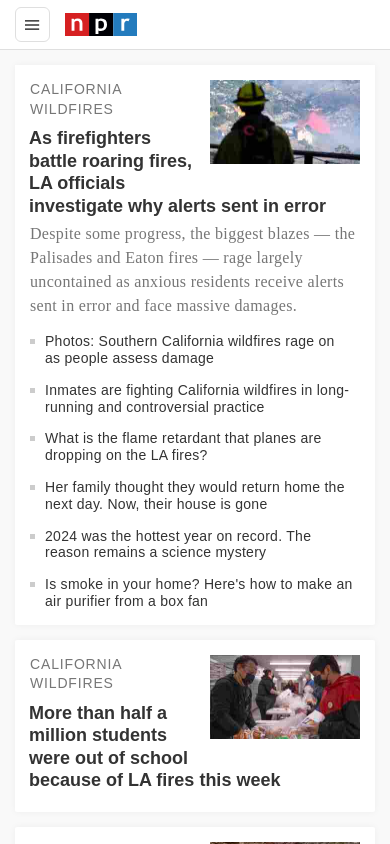 npr
CALIFORNIA
WILDFIRES
As firefighters
battle roaring fires,
LA officials
investigate why alerts sent in error
Despite some progress, the biggest blazes — the
Palisades and Eaton fires — rage largely
uncontained as anxious residents receive alerts
sent in error and face massive damages.
Photos: Southern California wildfires rage on
as people assess damage
Inmates are fighting California wildfires in long-
running and controversial practice
What is the flame retardant that planes are
dropping on the LA fires?
Her family thought they would return home the
next day. Now, their house is gone
2024 was the hottest year on record. The
reason remains a science mystery
Is smoke in your home? Here's how to make an
air purifier from a box fan
CALIFORNIA
WILDFIRES
More than half a
million students
were out of school
because of LA fires this week